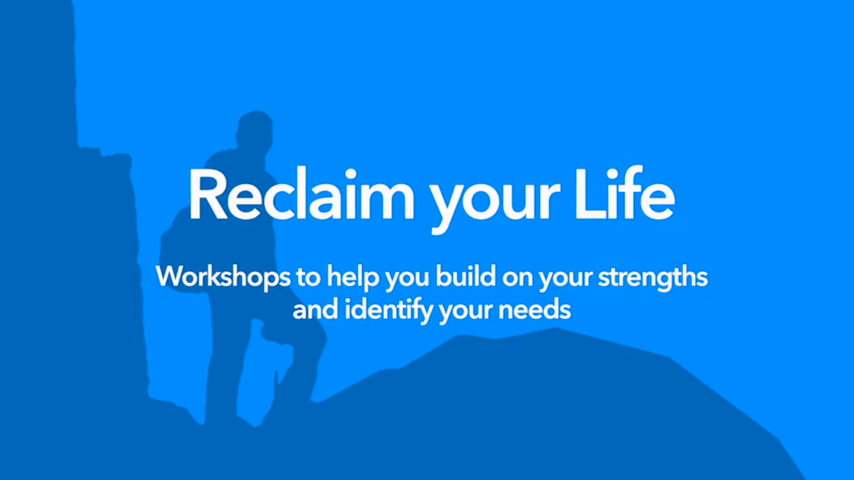 Reclaim your Life
Workshops to help you build on your strengths
and identify your needs